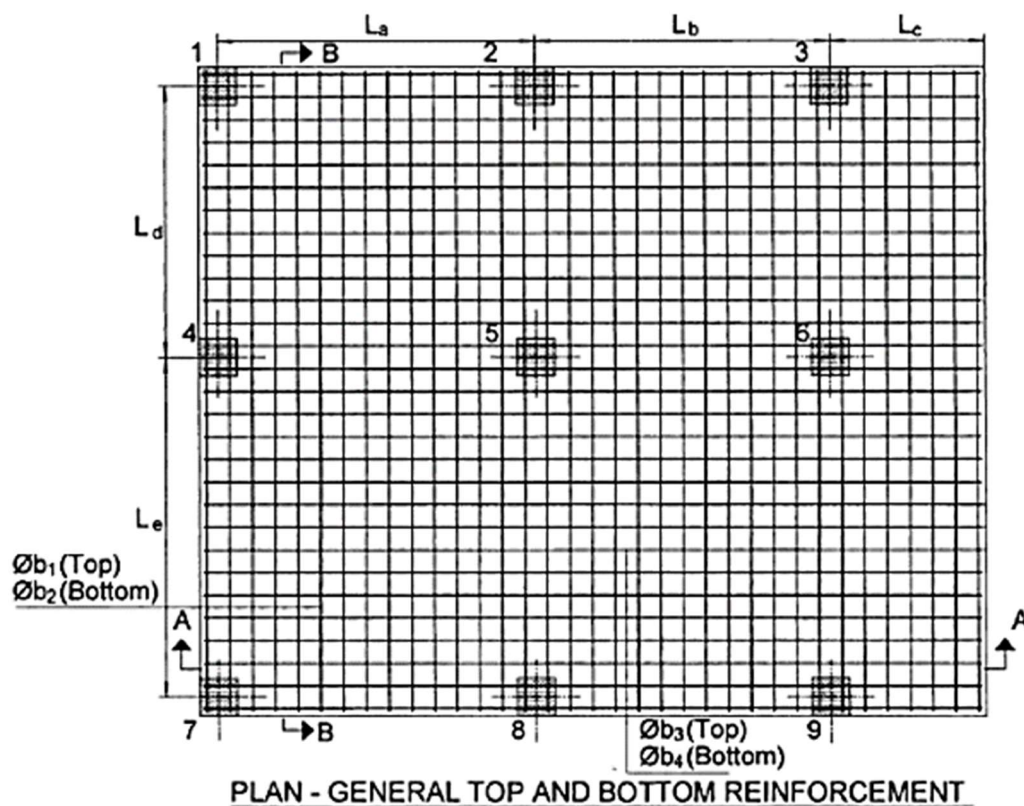 La
Lb
Lc
1
B
2
3
Ld
4
5
6
Le
Øb1(Top)
Øb2(Bottom)
A
A
7
B
8
9
Øb3(Top)
Øb4(Bottom)
PLAN - GENERAL TOP AND BOTTOM REINFORCEMENT